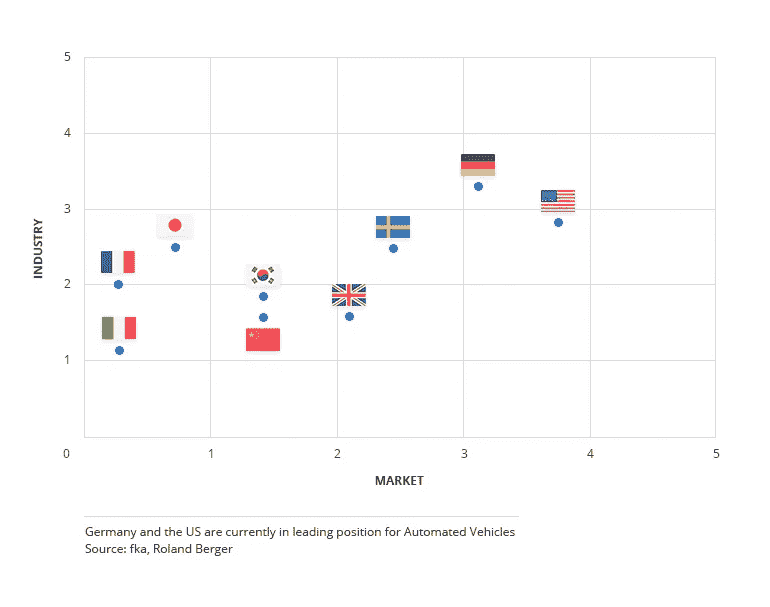 5
4
3
2
1
0
1
2
3
4
5
INDUSTRY
MARKET
Germany and the US are currently in leading position for Automated Vehicles
Source: fka, Roland Berger